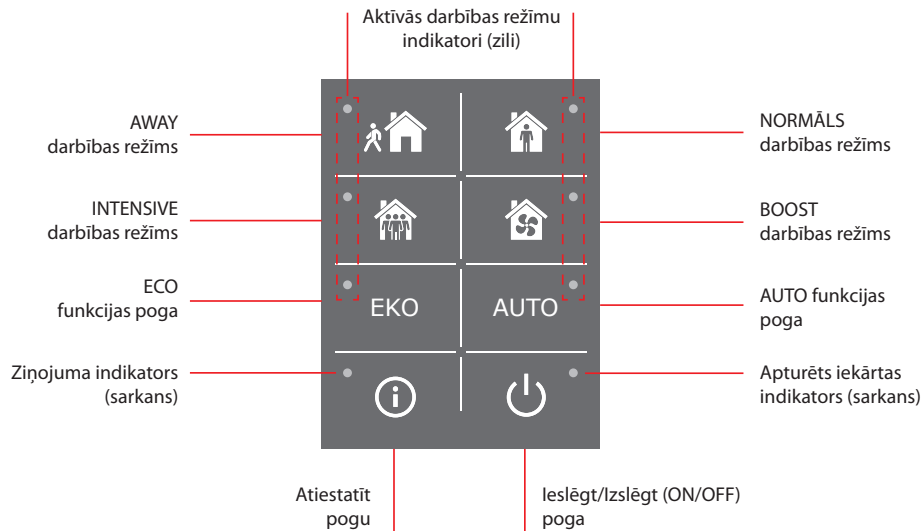 Aktīvās darbības režīmu
indikatori (zili)
AWAY
darbības režīms
NORMĀLS
darbības režīms
INTENSIVE
darbības režīms
BOOST
darbības režīms
ECO
funkcijas poga
EKO
AUTO
AUTO funkcijas
poga
Ziņojuma indikators
(sarkans)
Apturēts iekārtas
indikators (sarkans)
Atiestatīt
pogu
Ieslēgt/Izslēgt (ON/OFF)
poga